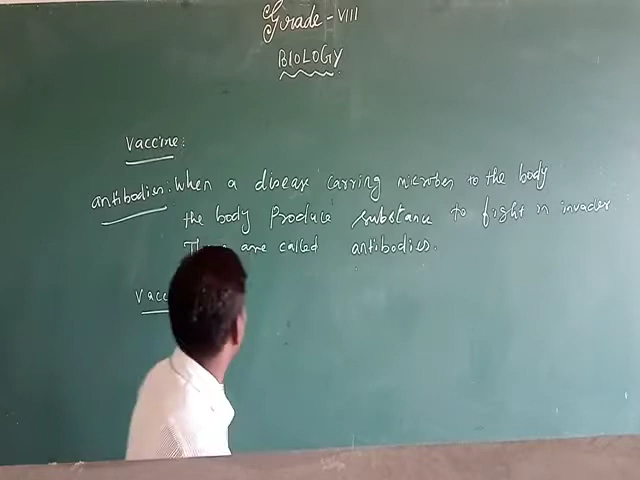 Grade - VIII
BIOLOGY
Vaccine:
antibodies: When a disease carring microbes to the body
the body produce substance to fight in invader
are called antibodies.